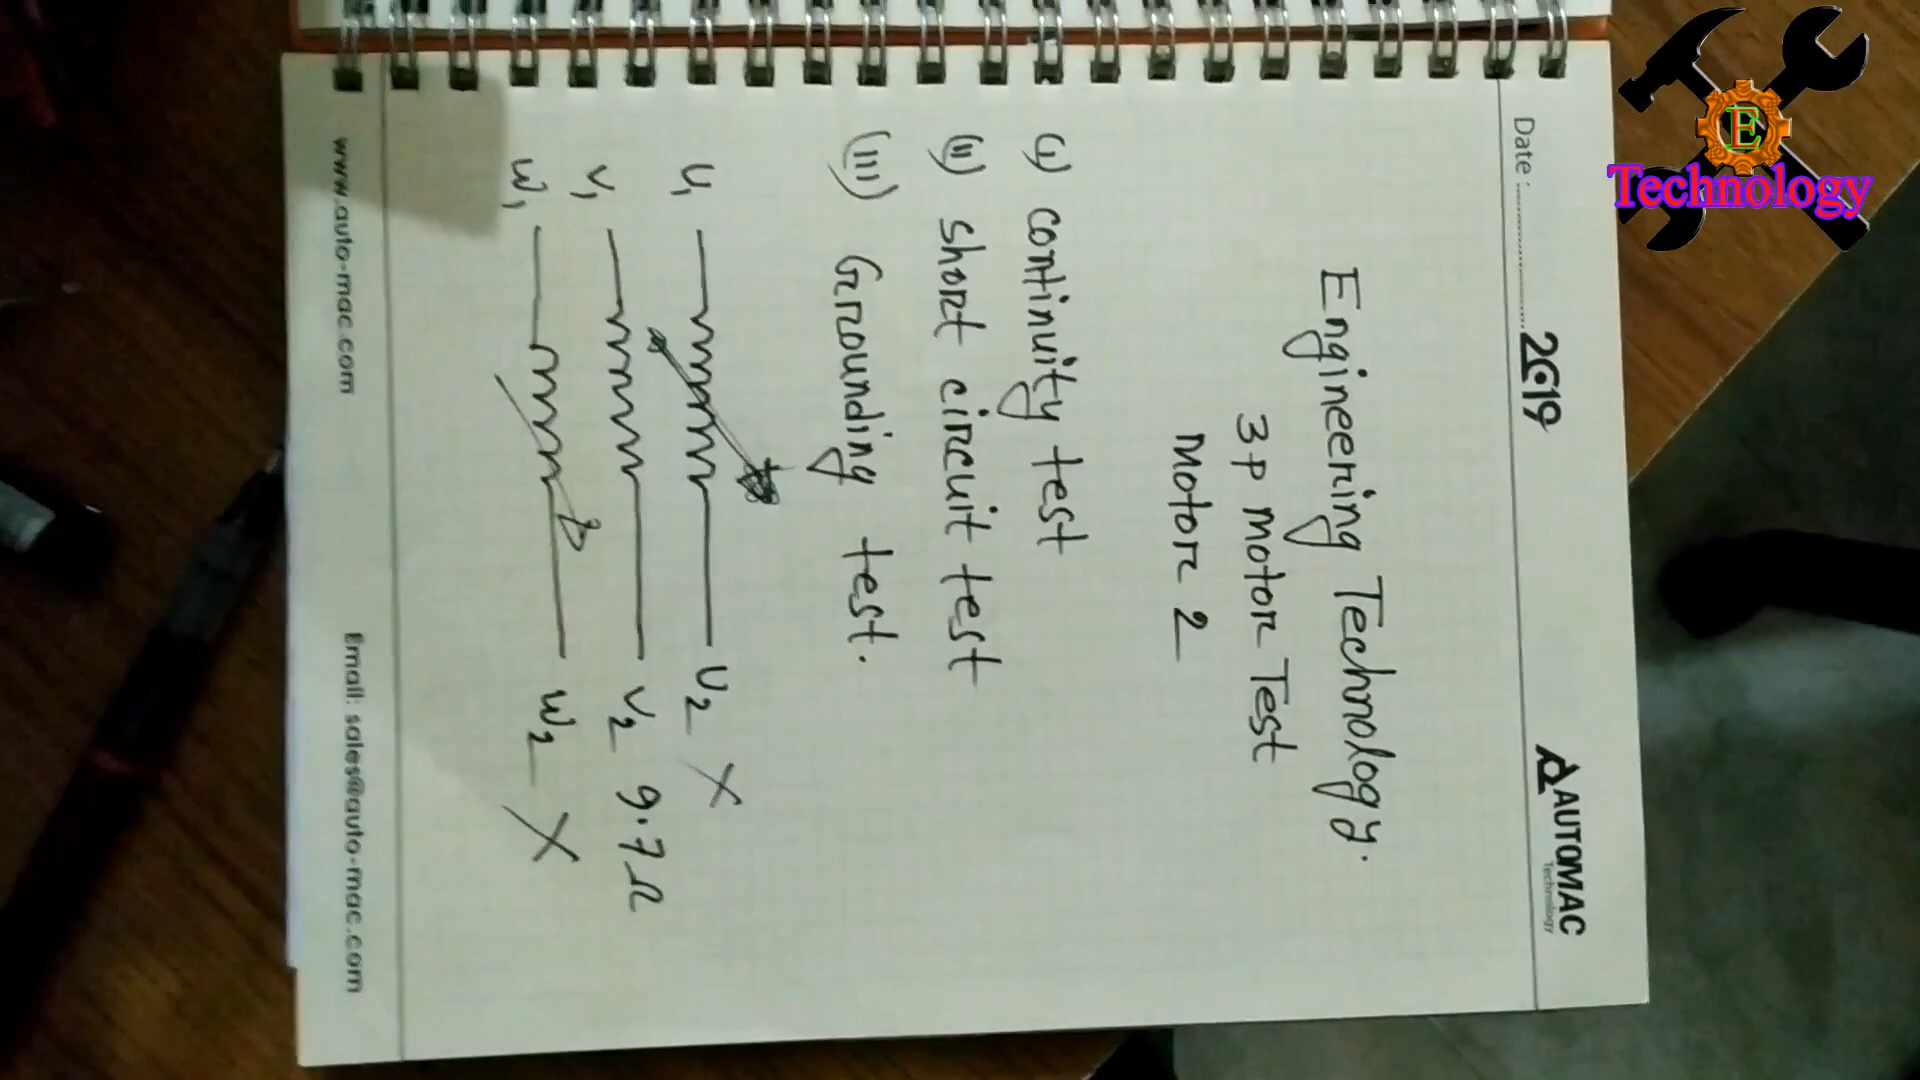 E
Technology
Date :
2019
AUTOMAC
Technology
Engineering Technology.
3P motor Test
motor 2
(I) continuity test
(II) short circuit test
(III) Grounding test.
U1 U2 X
V1 V2 9.7Ω
W1 W2 X
www.auto-mac.com
Email: sales@auto-mac.com